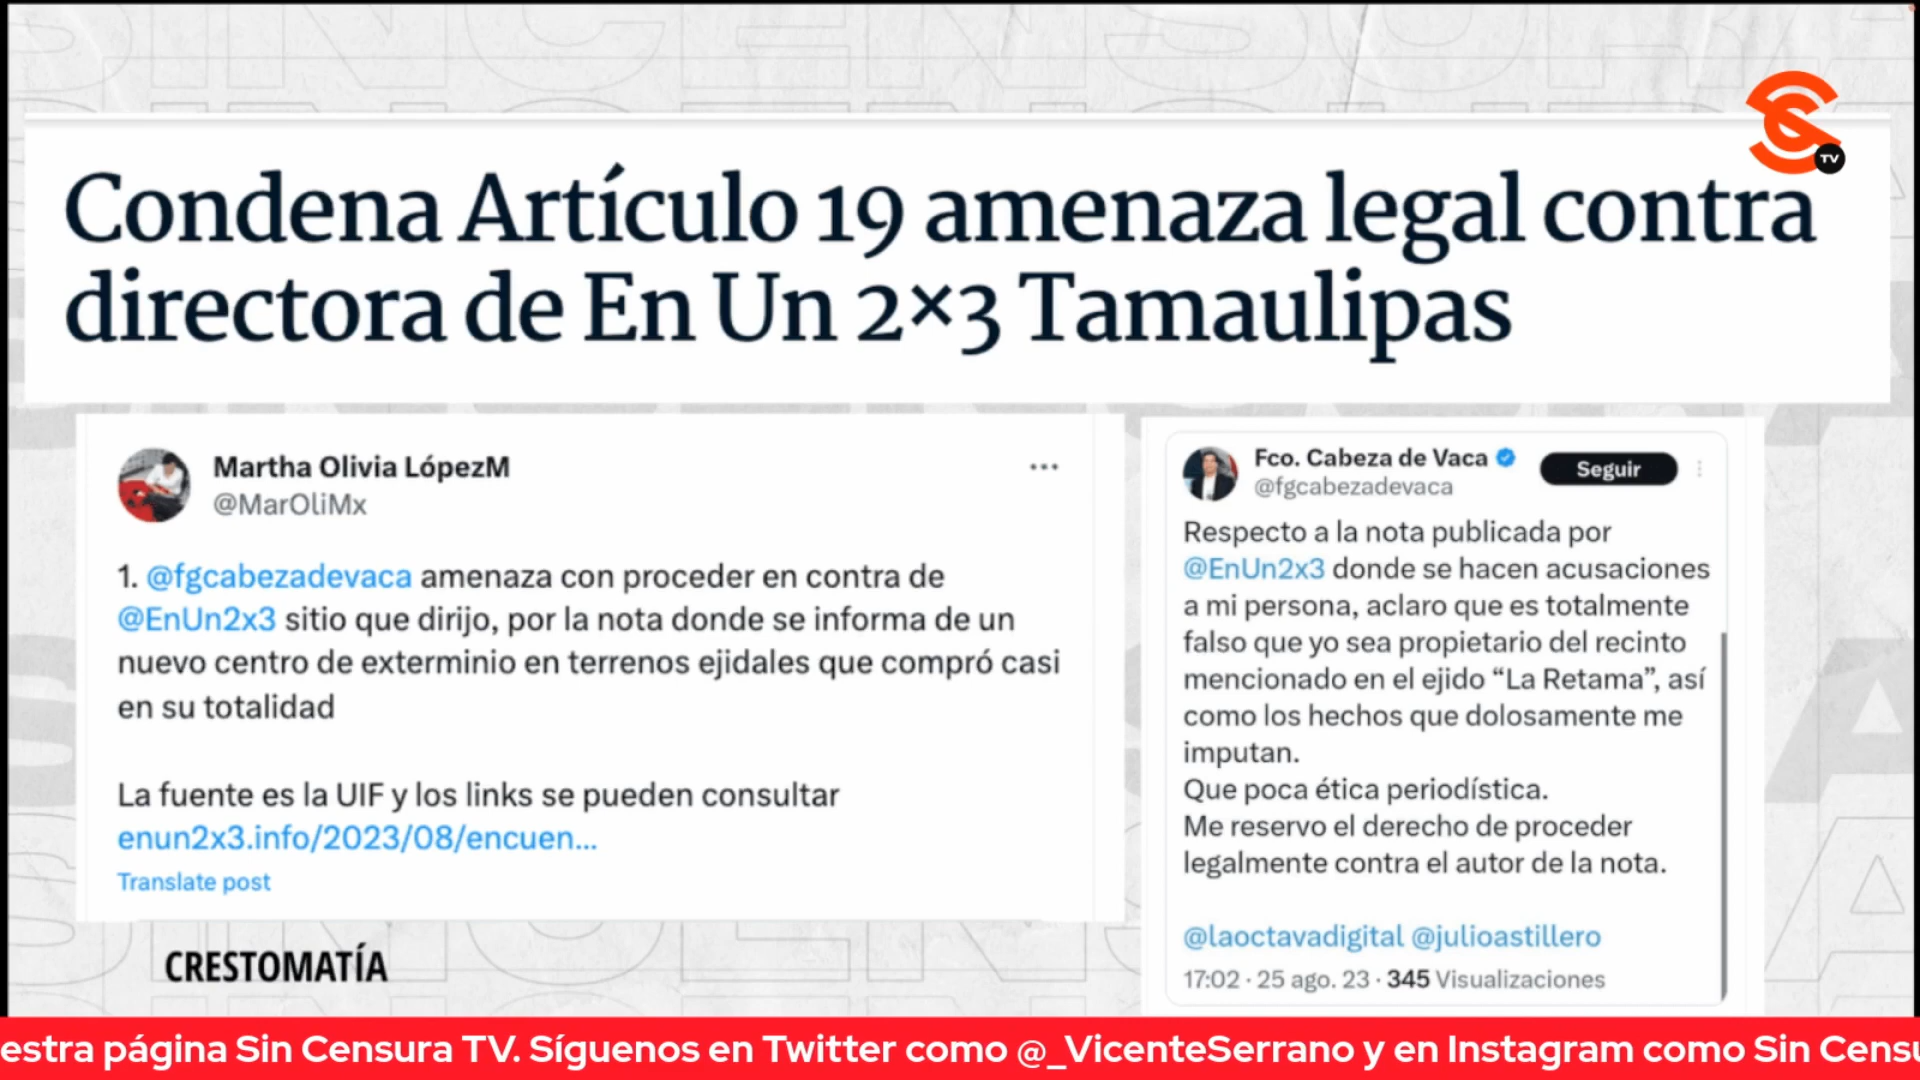 Condena Artículo 19 amenaza legal contra
directora de En Un 2×3 Tamaulipas
TV
Martha Olivia LópezM
@MarOliMx
1. @fgcabezadevaca amenaza con proceder en contra de
@EnUn2x3 sitio que dirijo, por la nota donde se informa de un
nuevo centro de exterminio en terrenos ejidales que compró casi
en su totalidad
La fuente es la UIF y los links se pueden consultar
enun2x3.info/2023/08/encuen...
Translate post
CRESTOMATÍA
Fco. Cabeza de Vaca
Seguir
@fgcabezadevaca
Respecto a la nota publicada por
@EnUn2x3 donde se hacen acusaciones
a mi persona, aclaro que es totalmente
falso que yo sea propietario del recinto
mencionado en el ejido “La Retama”, así
como los hechos que dolosamente me
imputan.
Que poca ética periodística.
Me reservo el derecho de proceder
legalmente contra el autor de la nota.
@laoctavadigital @julioastillero
17:02 · 25 ago. 23 · 345 Visualizaciones
estra página Sin Censura TV. Síguenos en Twitter como @_VicenteSerrano y en Instagram como Sin Censu